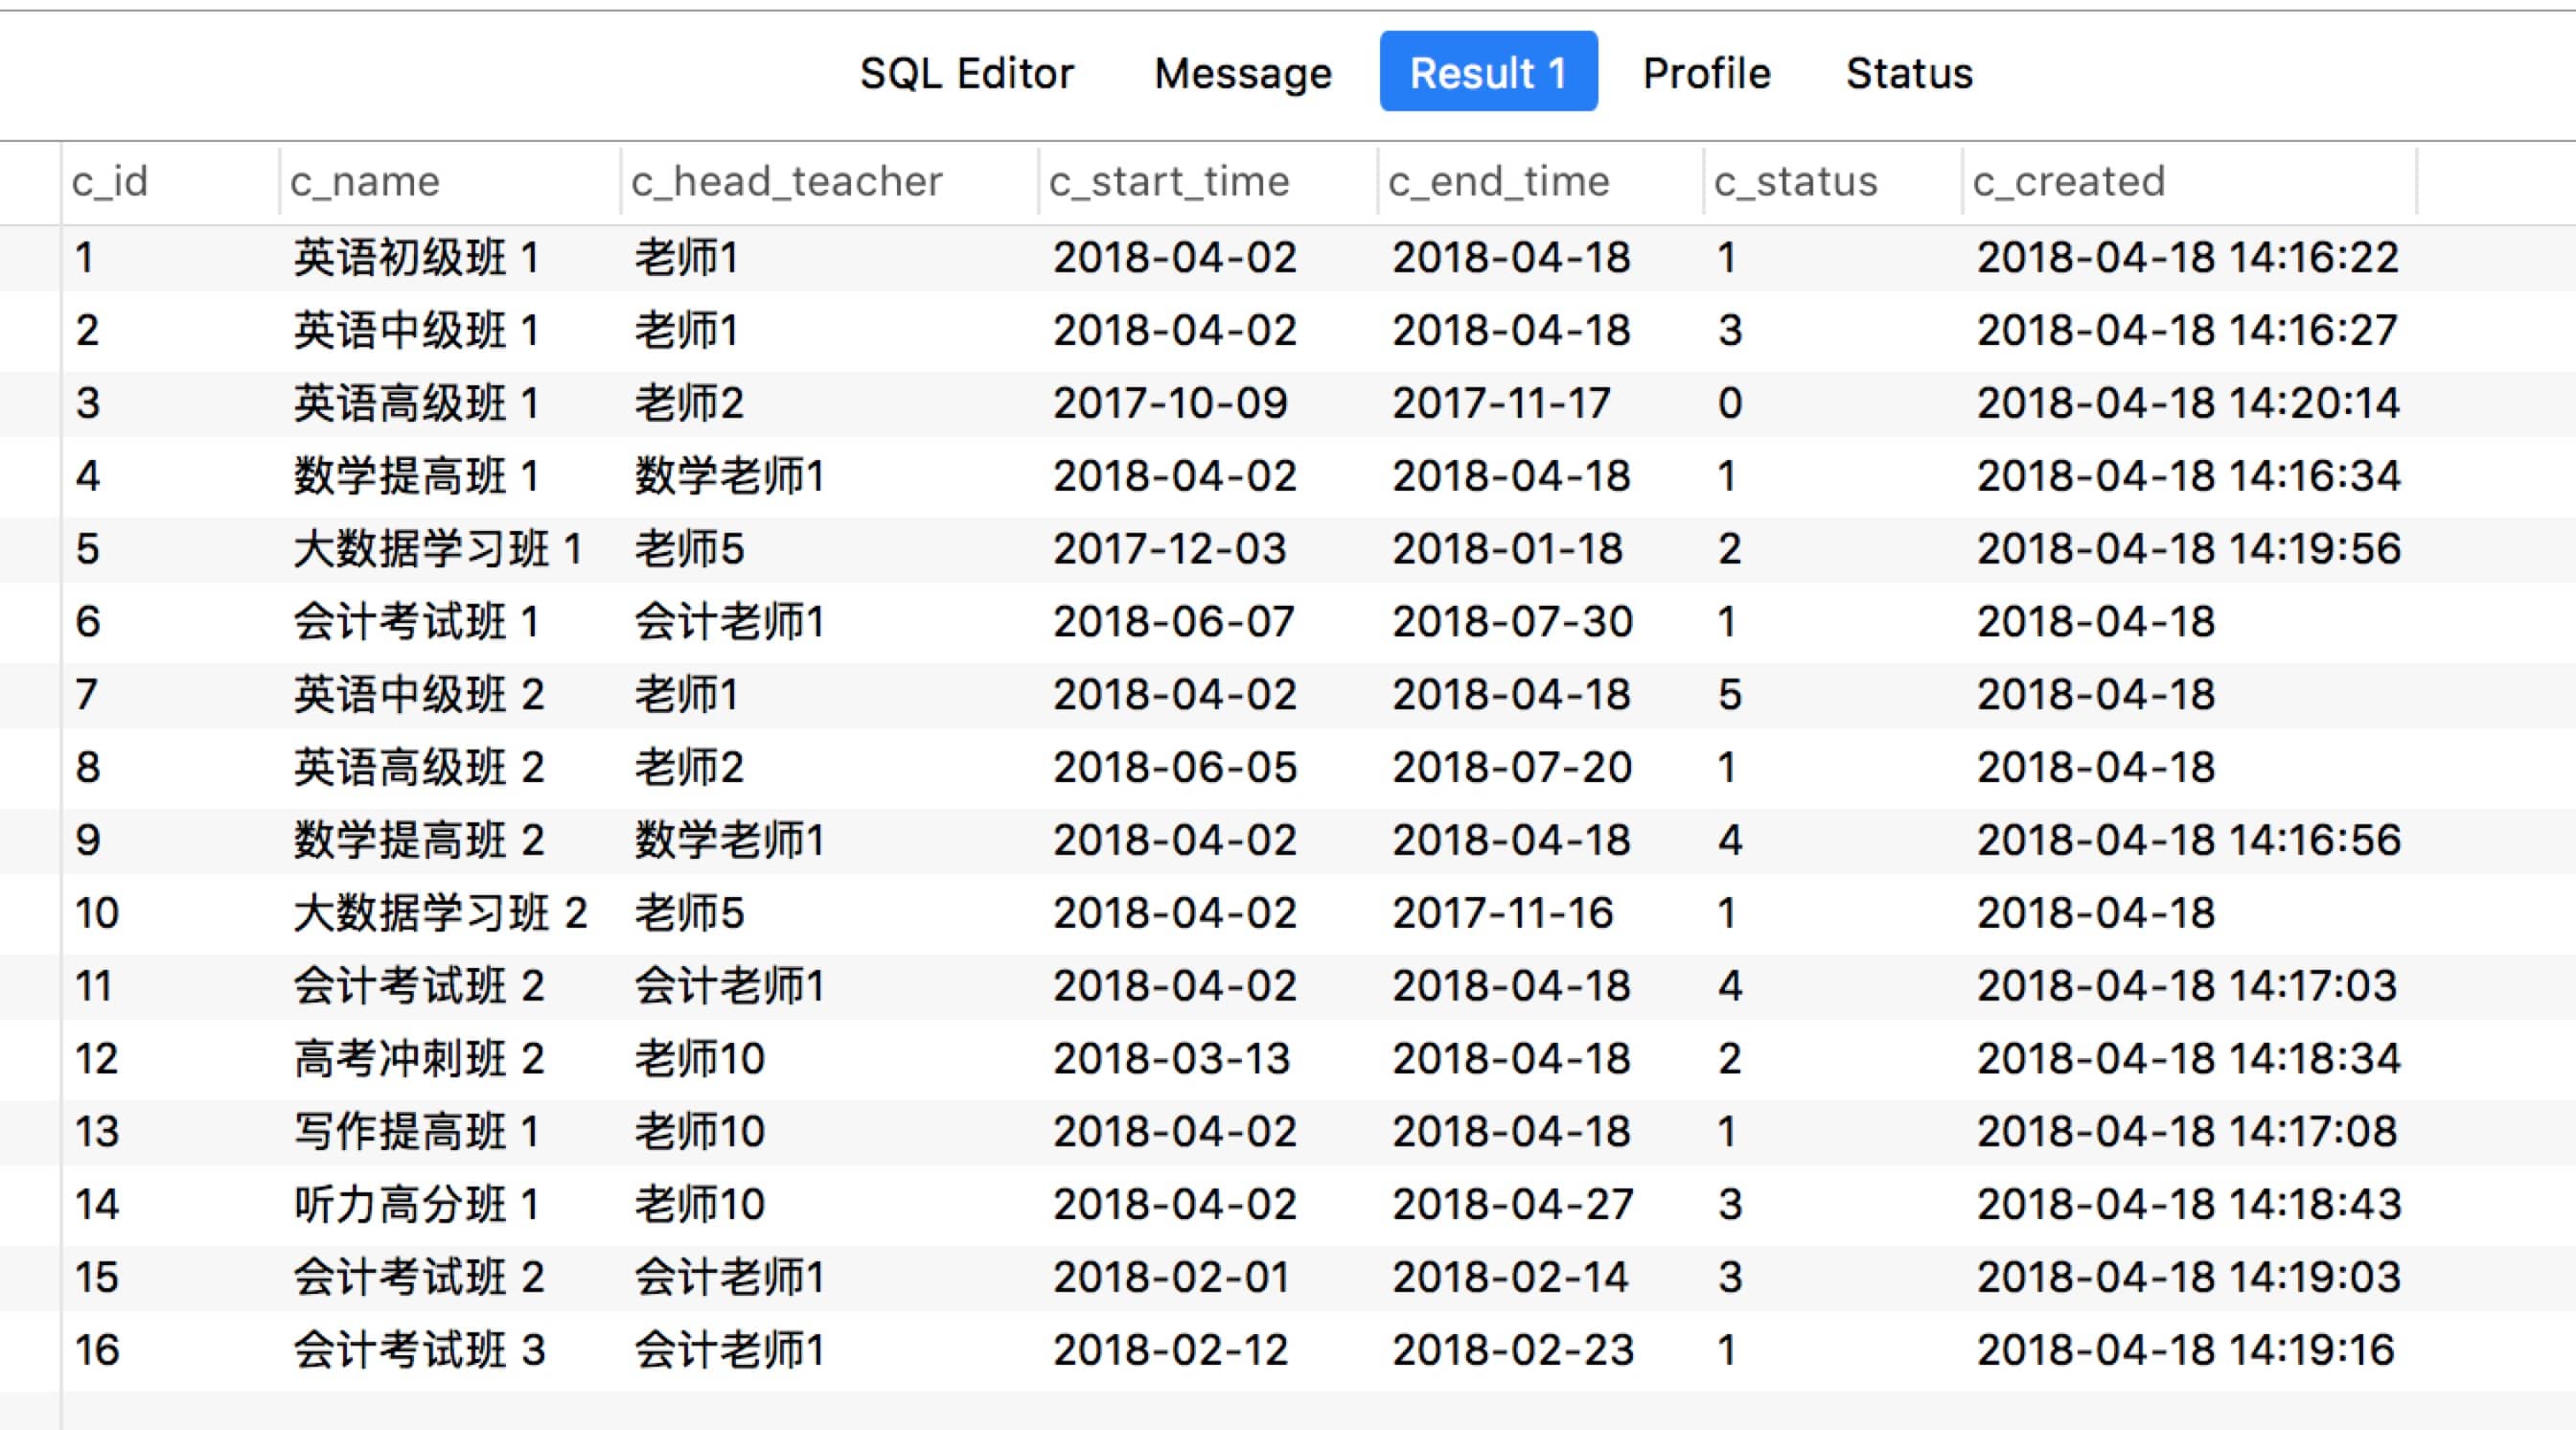 SQL Editor Message Result 1 Profile Status
c_id c_name c_head_teacher c_start_time c_end_time c_status c_created
1 英语初级班 1 老师1 2018-04-02 2018-04-18 1 2018-04-18 14:16:22
2 英语中级班 1 老师1 2018-04-02 2018-04-18 3 2018-04-18 14:16:27
3 英语高级班 1 老师2 2017-10-09 2017-11-17 0 2018-04-18 14:20:14
4 数学提高班 1 数学老师1 2018-04-02 2018-04-18 1 2018-04-18 14:16:34
5 大数据学习班 1 老师5 2017-12-03 2018-01-18 2 2018-04-18 14:19:56
6 会计考试班 1 会计老师1 2018-06-07 2018-07-30 1 2018-04-18
7 英语中级班 2 老师1 2018-04-02 2018-04-18 5 2018-04-18
8 英语高级班 2 老师2 2018-06-05 2018-07-20 1 2018-04-18
9 数学提高班 2 数学老师1 2018-04-02 2018-04-18 4 2018-04-18 14:16:56
10 大数据学习班 2 老师5 2018-04-02 2017-11-16 1 2018-04-18
11 会计考试班 2 会计老师1 2018-04-02 2018-04-18 4 2018-04-18 14:17:03
12 高考冲刺班 2 老师10 2018-03-13 2018-04-18 2 2018-04-18 14:18:34
13 写作提高班 1 老师10 2018-04-02 2018-04-18 1 2018-04-18 14:17:08
14 听力高分班 1 老师10 2018-04-02 2018-04-27 3 2018-04-18 14:18:43
15 会计考试班 2 会计老师1 2018-02-01 2018-02-14 3 2018-04-18 14:19:03
16 会计考试班 3 会计老师1 2018-02-12 2018-02-23 1 2018-04-18 14:19:16